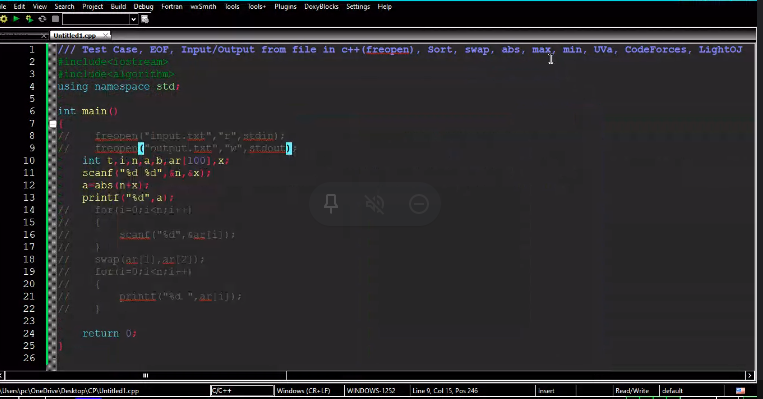 ile Edit View Search Project Build Debug Fortran wxSmith Tools Tools+ Plugins DoxyBlocks Settings Help
Untitled1.cpp
1 /// Test Case, EOF, Input/Output from file in c++(freopen), Sort, swap, abs, max, min, UVa, CodeForces, LightOJ
2 #include<iostream>
3 #include<algorithm>
4 using namespace std;
5
6 int main()
7 {
8 // freopen("input.txt","r",stdin);
9 // freopen("output.txt","w",stdout);
10 int t,i,n,a,b,ar[100],x;
11 scanf("%d %d",&n,&x);
12 a=abs(n-x);
13 printf("%d",a);
14 // for(i=0;i<n;i++)
15 // {
16 // scanf("%d",&ar[i]);
17 // }
18 // swap(ar[1],ar[2]);
19 // for(i=0;i<n;i++)
20 // {
21 // printf("%d ",ar[i]);
22 // }
23
24 return 0;
25 }
26
\Users\pc\OneDrive\Desktop\CP\Untitled1.cpp C/C++ Windows (CR+LF) WINDOWS-1252 Line 9, Col 15, Pos 246 insert Read/Write default